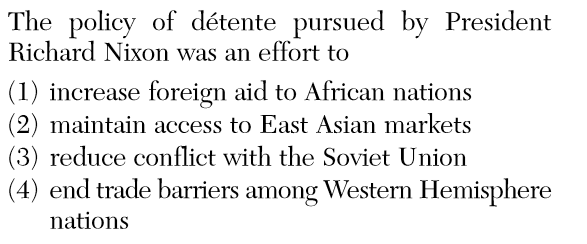 The policy of détente pursued by President
Richard Nixon was an effort to
(1) increase foreign aid to African nations
(2) maintain access to East Asian markets
(3) reduce conflict with the Soviet Union
(4) end trade barriers among Western Hemisphere
nations